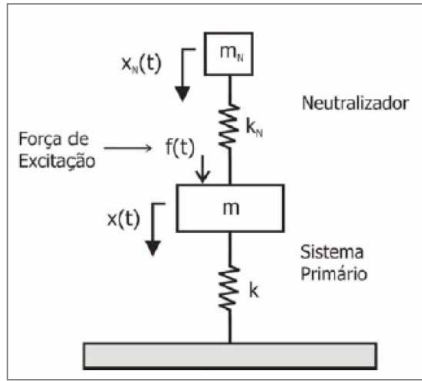 m_N
x_N(t)
Neutralizador
k_N
Força de
Excitação
f(t)
m
x(t)
Sistema
Primário
k